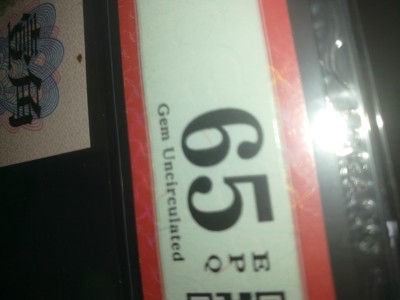 65 EPQ
Gem Uncirculated